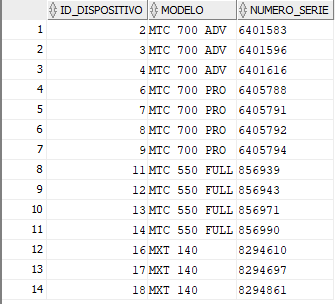 ID_DISPOSITIVO MODELO NUMERO_SERIE
1 2 MTC 700 ADV 6401583
2 3 MTC 700 ADV 6401596
3 4 MTC 700 ADV 6401616
4 6 MTC 700 PRO 6405788
5 7 MTC 700 PRO 6405791
6 8 MTC 700 PRO 6405792
7 9 MTC 700 PRO 6405794
8 11 MTC 550 FULL 856939
9 12 MTC 550 FULL 856943
10 13 MTC 550 FULL 856971
11 14 MTC 550 FULL 856990
12 16 MXT 140 8294610
13 17 MXT 140 8294697
14 18 MXT 140 8294861